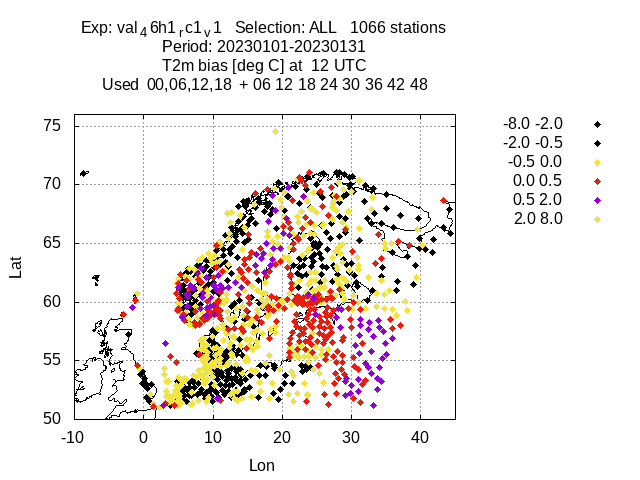 Exp: val4 6h1 r c1 v 1 Selection: ALL 1066 stations
Period: 20230101-20230131
T2m bias [deg C] at 12 UTC
Used 00,06,12,18 + 06 12 18 24 30 36 42 48
-8.0 -2.0
-2.0 -0.5
-0.5 0.0
0.0 0.5
0.5 2.0
2.0 8.0
75
70
65
60
55
50
Lat
-10 0 10 20 30 40
Lon